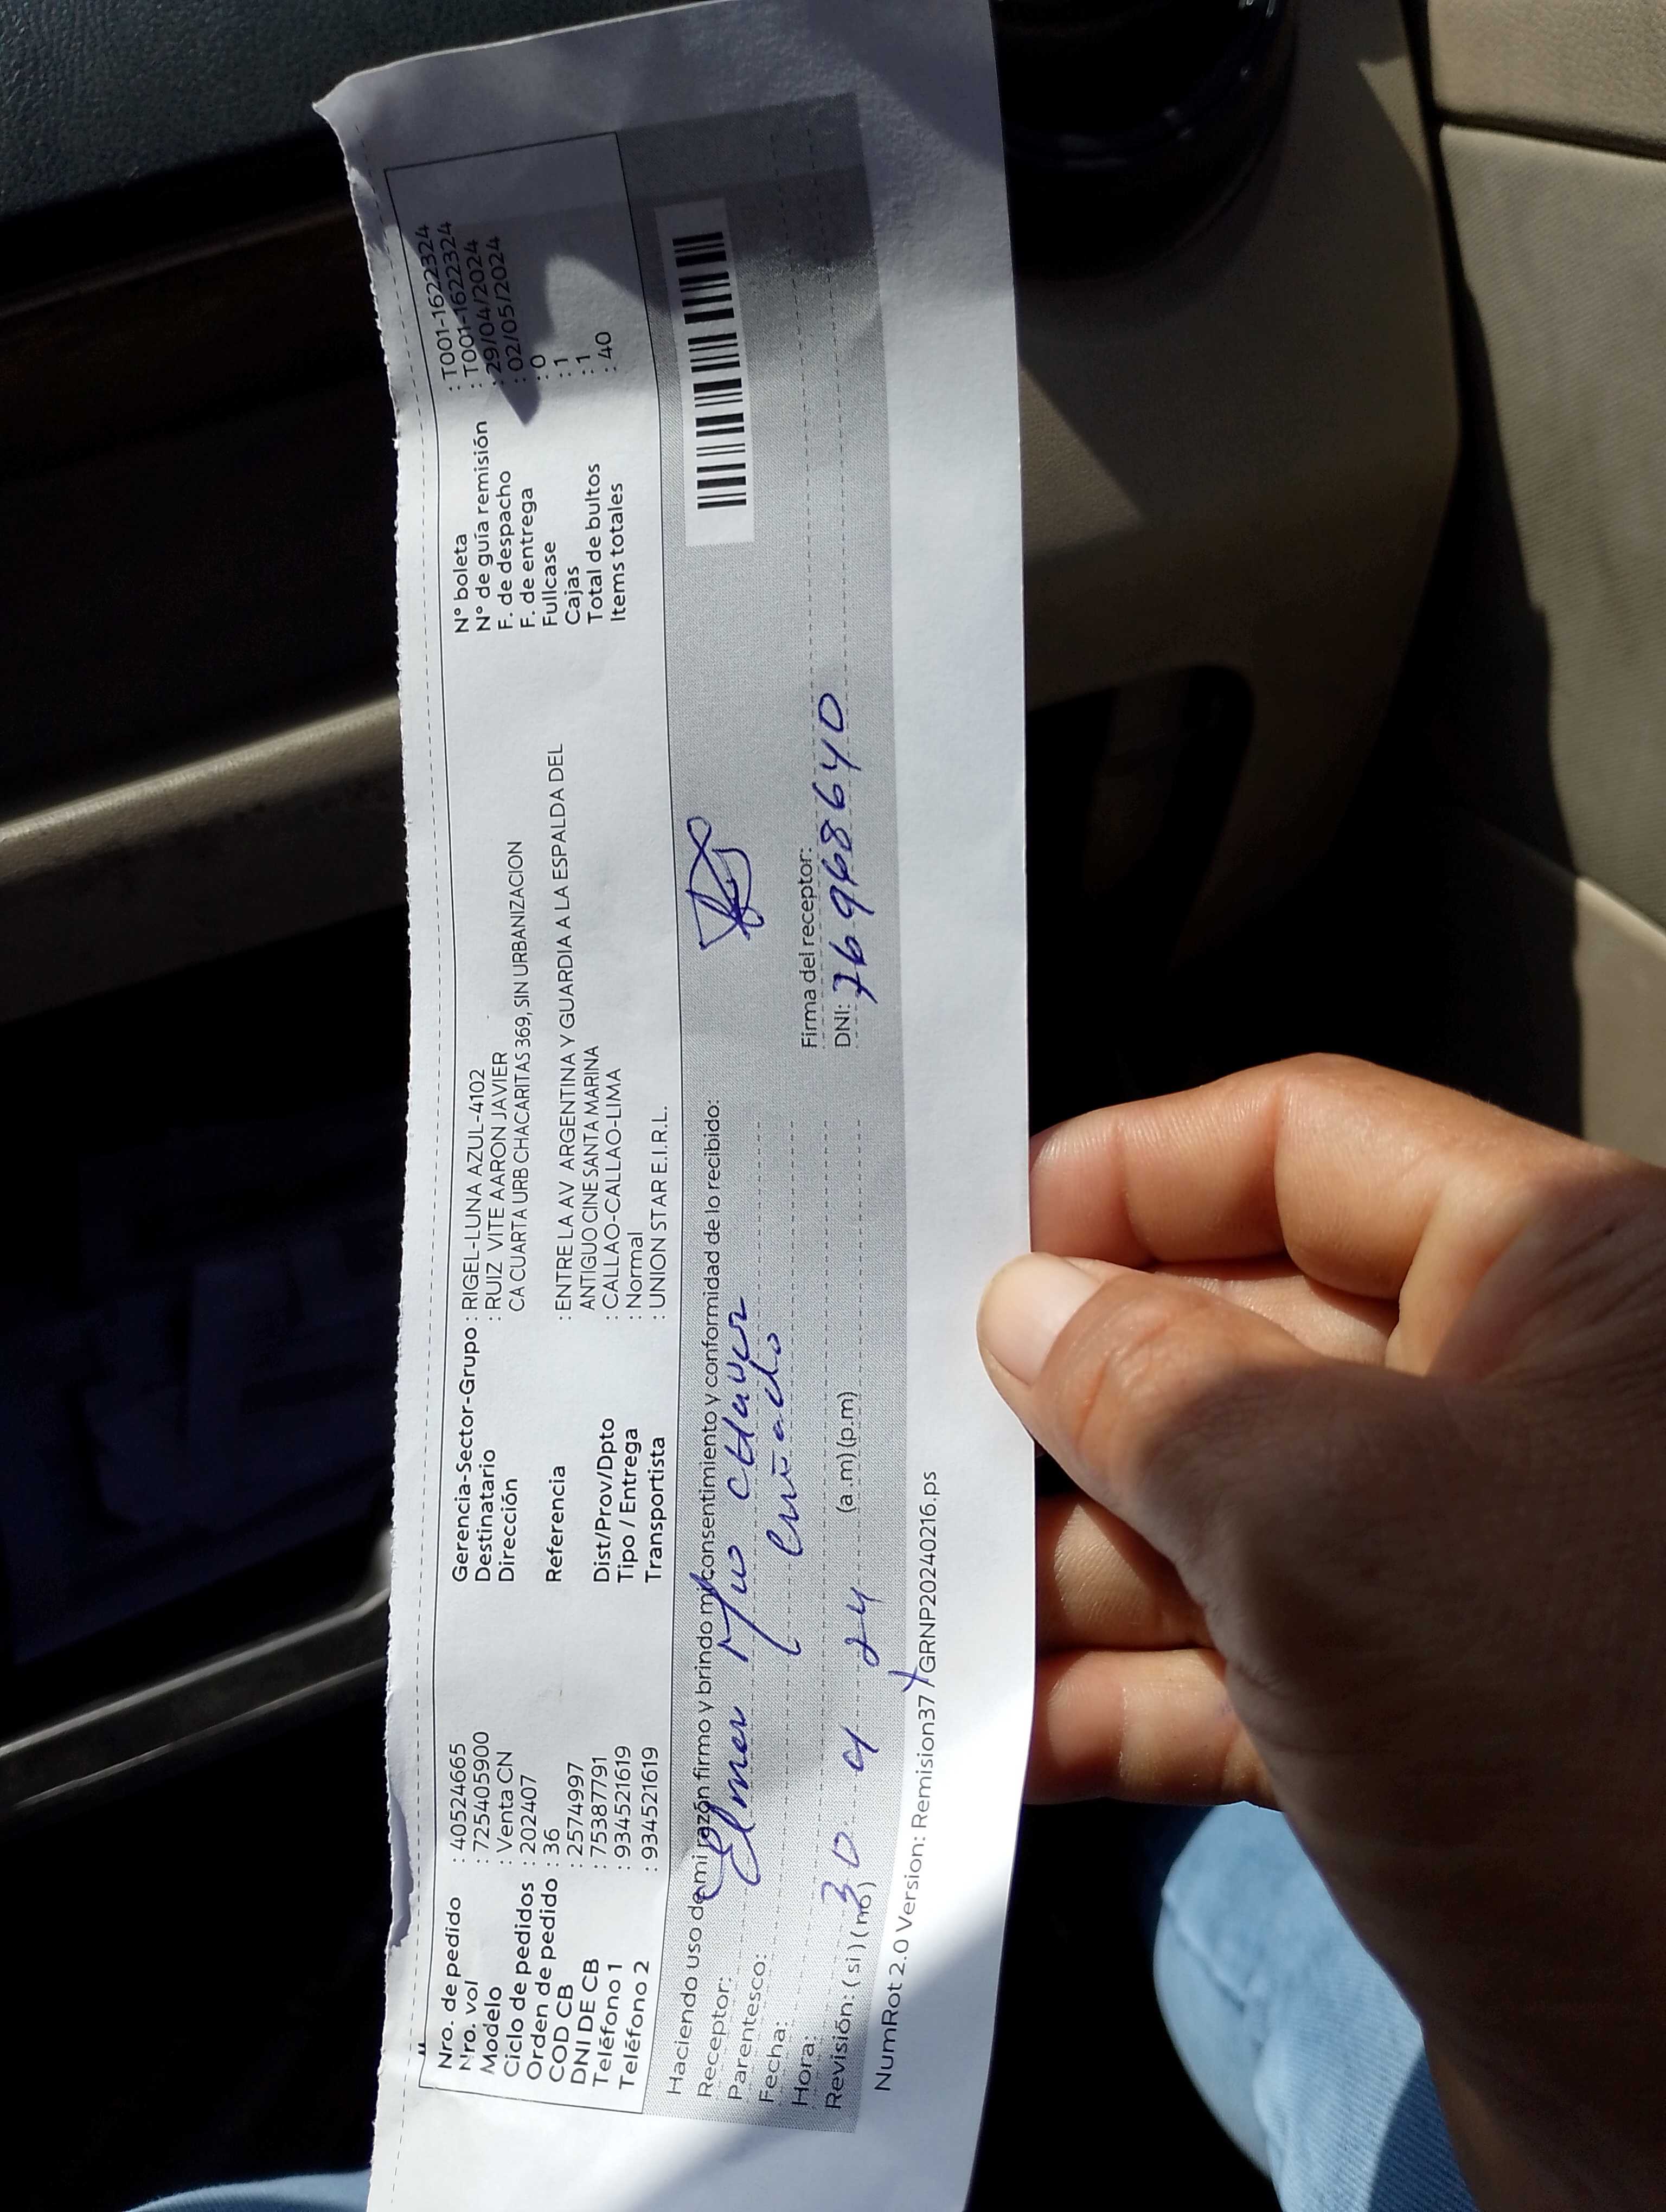 Nro. de pedido : 40524665
Nro. vol : 725405900
Modelo : Venta CN
Ciclo de pedidos : 202407
Orden de pedido : 36
COD CB : 2574997
DNI DE CB : 75387791
Teléfono 1 : 934521619
Teléfono 2 : 934521619
Gerencia-Sector-Grupo : RIGEL-LUNA AZUL-4102
Destinatario : RUIZ VITE AARON JAVIER
Dirección CA CUARTA URB CHACARITAS 369, SIN URBANIZACION
Referencia : ENTRE LA AV ARGENTINA Y GUARDIA A LA ESPALDA DEL
ANTIGUO CINE SANTA MARINA
Dist/Prov/Dpto : CALLAO-CALLAO-LIMA
Tipo / Entrega : Normal
Transportista : UNION STAR E.I.R.L.
N° boleta : T001-1622324
N° de guía remisión : T001-1622324
F. de despacho : 29/04/2024
F. de entrega : 02/05/2024
Fullcase : 0
Cajas : 1
Total de bultos : 1
Items totales : 40
Haciendo uso de mi razón firmo y brindo mi consentimiento y conformidad de lo recibido:
Receptor: Elmer
Parentesco: Cuñado
Fecha:
Hora: 30 4 24 (a.m) (p.m)
Revisión: (si) (no)
Firma del receptor:
DNI:
NumRot 2.0 Version: Remision37 / GRNP20240216.ps